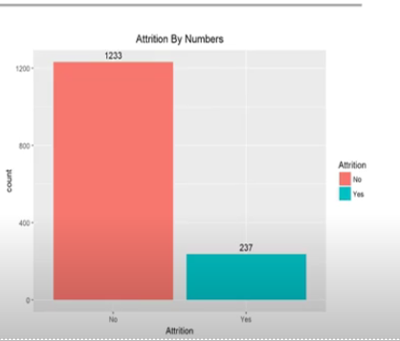 Attrition By Numbers
1233
1200
800
400
0
237
count
No
Yes
Attrition
Attrition
No
Yes